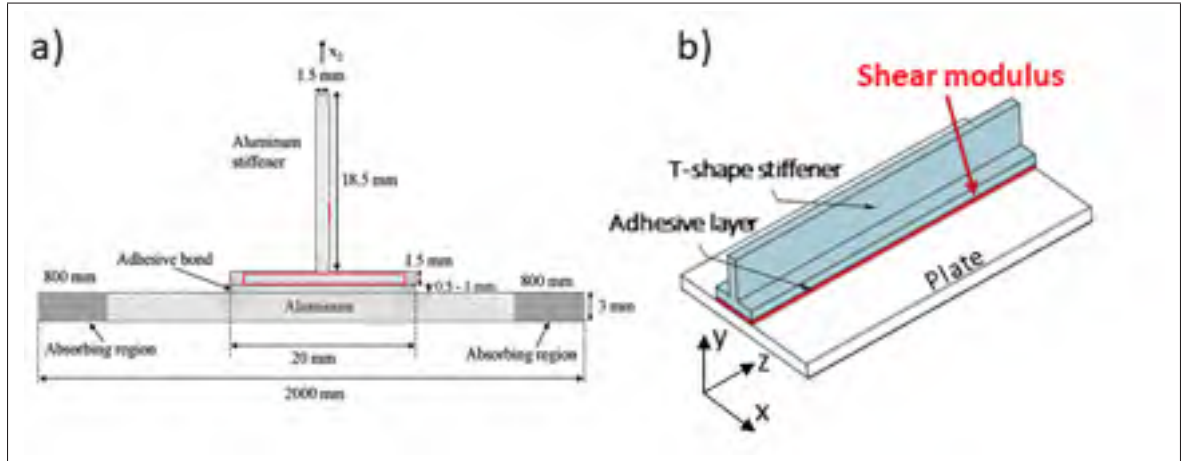 a)
x₂
1.5 mm
Aluminum
stiffener
18.5 mm
Adhesive bond
1.5 mm
800 mm
0.5 - 1 mm
800 mm
Aluminum
3 mm
Absorbing region
20 mm
Absorbing region
2000 mm
b)
Shear modulus
T-shape stiffener
Adhesive layer
Plate
y
z
x